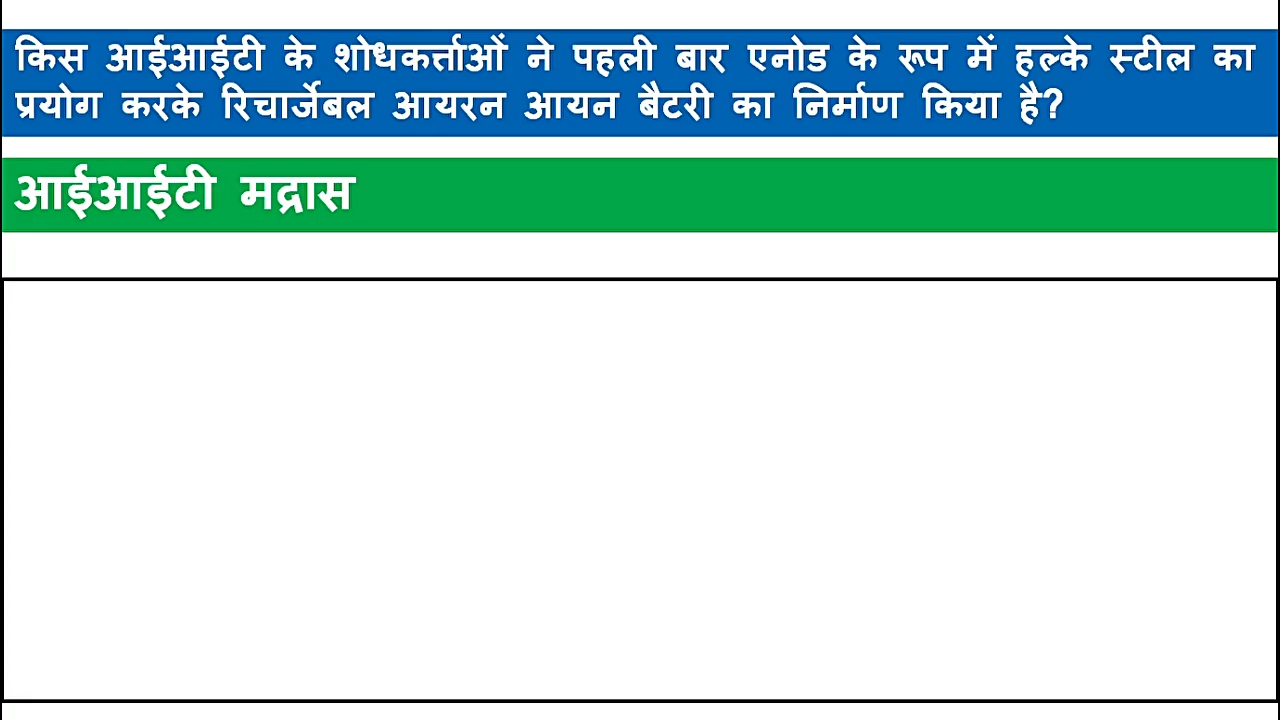 किस आईआईटी के शोधकर्त्ताओं ने पहली बार एनोड के रूप में हल्के स्टील का
प्रयोग करके रिचार्जेबल आयरन आयन बैटरी का निर्माण किया है?
आईआईटी मद्रास